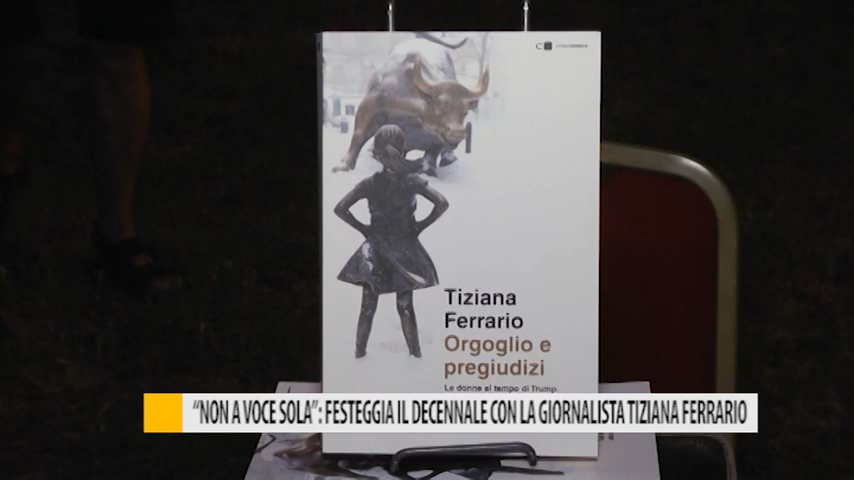 Tiziana
Ferrario
Orgoglio e
pregiudizi
Le donne al tempo di Trump.
“NON A VOCE SOLA”: FESTEGGIA IL DECENNALE CON LA GIORNALISTA TIZIANA FERRARIO